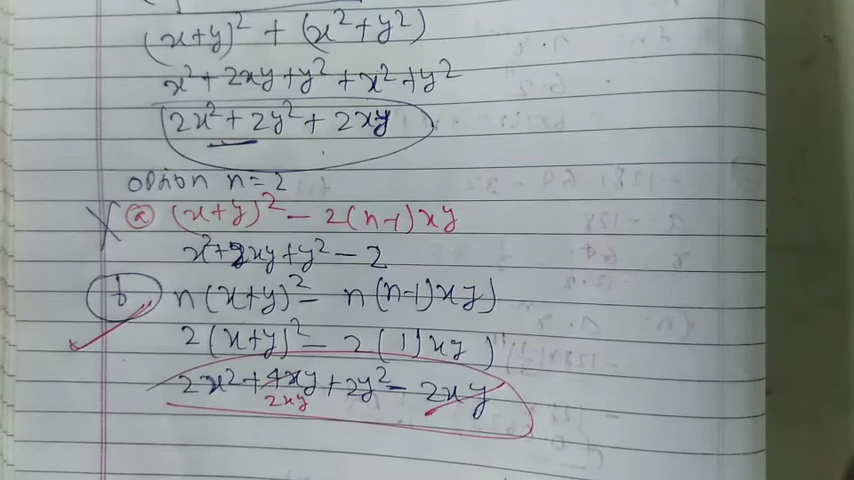 (x+y)² + (x²+y²)
x² + 2xy + y² + x² + y²
2x² + 2y² + 2xy
option n=2
ⓐ (x+y)² - 2(n-1)xy
x²+2xy+y² - 2
b n(x+y)² - n(n-1)xy)
2(x+y)² - 2(1)xy)
2x²+4xy+2y² - 2xy
2xy